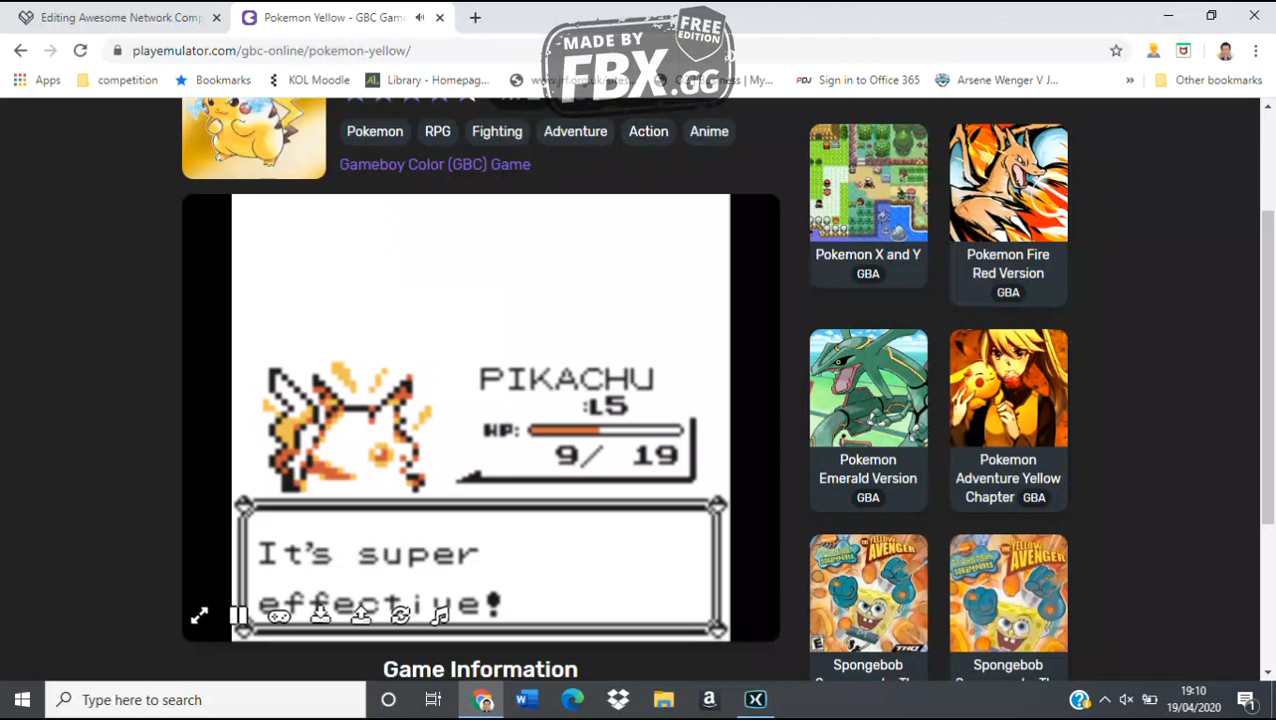 Editing Awesome Network Comp
Pokemon Yellow - GBC Gam
playemulator.com/gbc-online/pokemon-yellow/
MADE BY
FBX.GG
FREE
EDITION
Apps
competition
Bookmarks
KOL Moodle
Library - Homepag...
Sign in to Office 365
Arsene Wenger V J...
»
Other bookmarks
Pokemon
RPG
Fighting
Adventure
Action
Anime
Gameboy Color (GBC) Game
PIKACHU
:L5
HP:
9/ 19
It's super
effective!
Game Information
Pokemon X and Y
GBA
Pokemon Fire
Red Version
GBA
Pokemon
Emerald Version
GBA
Pokemon
Adventure Yellow
Chapter GBA
Spongebob
Spongebob
Type here to search
19:10
19/04/2020